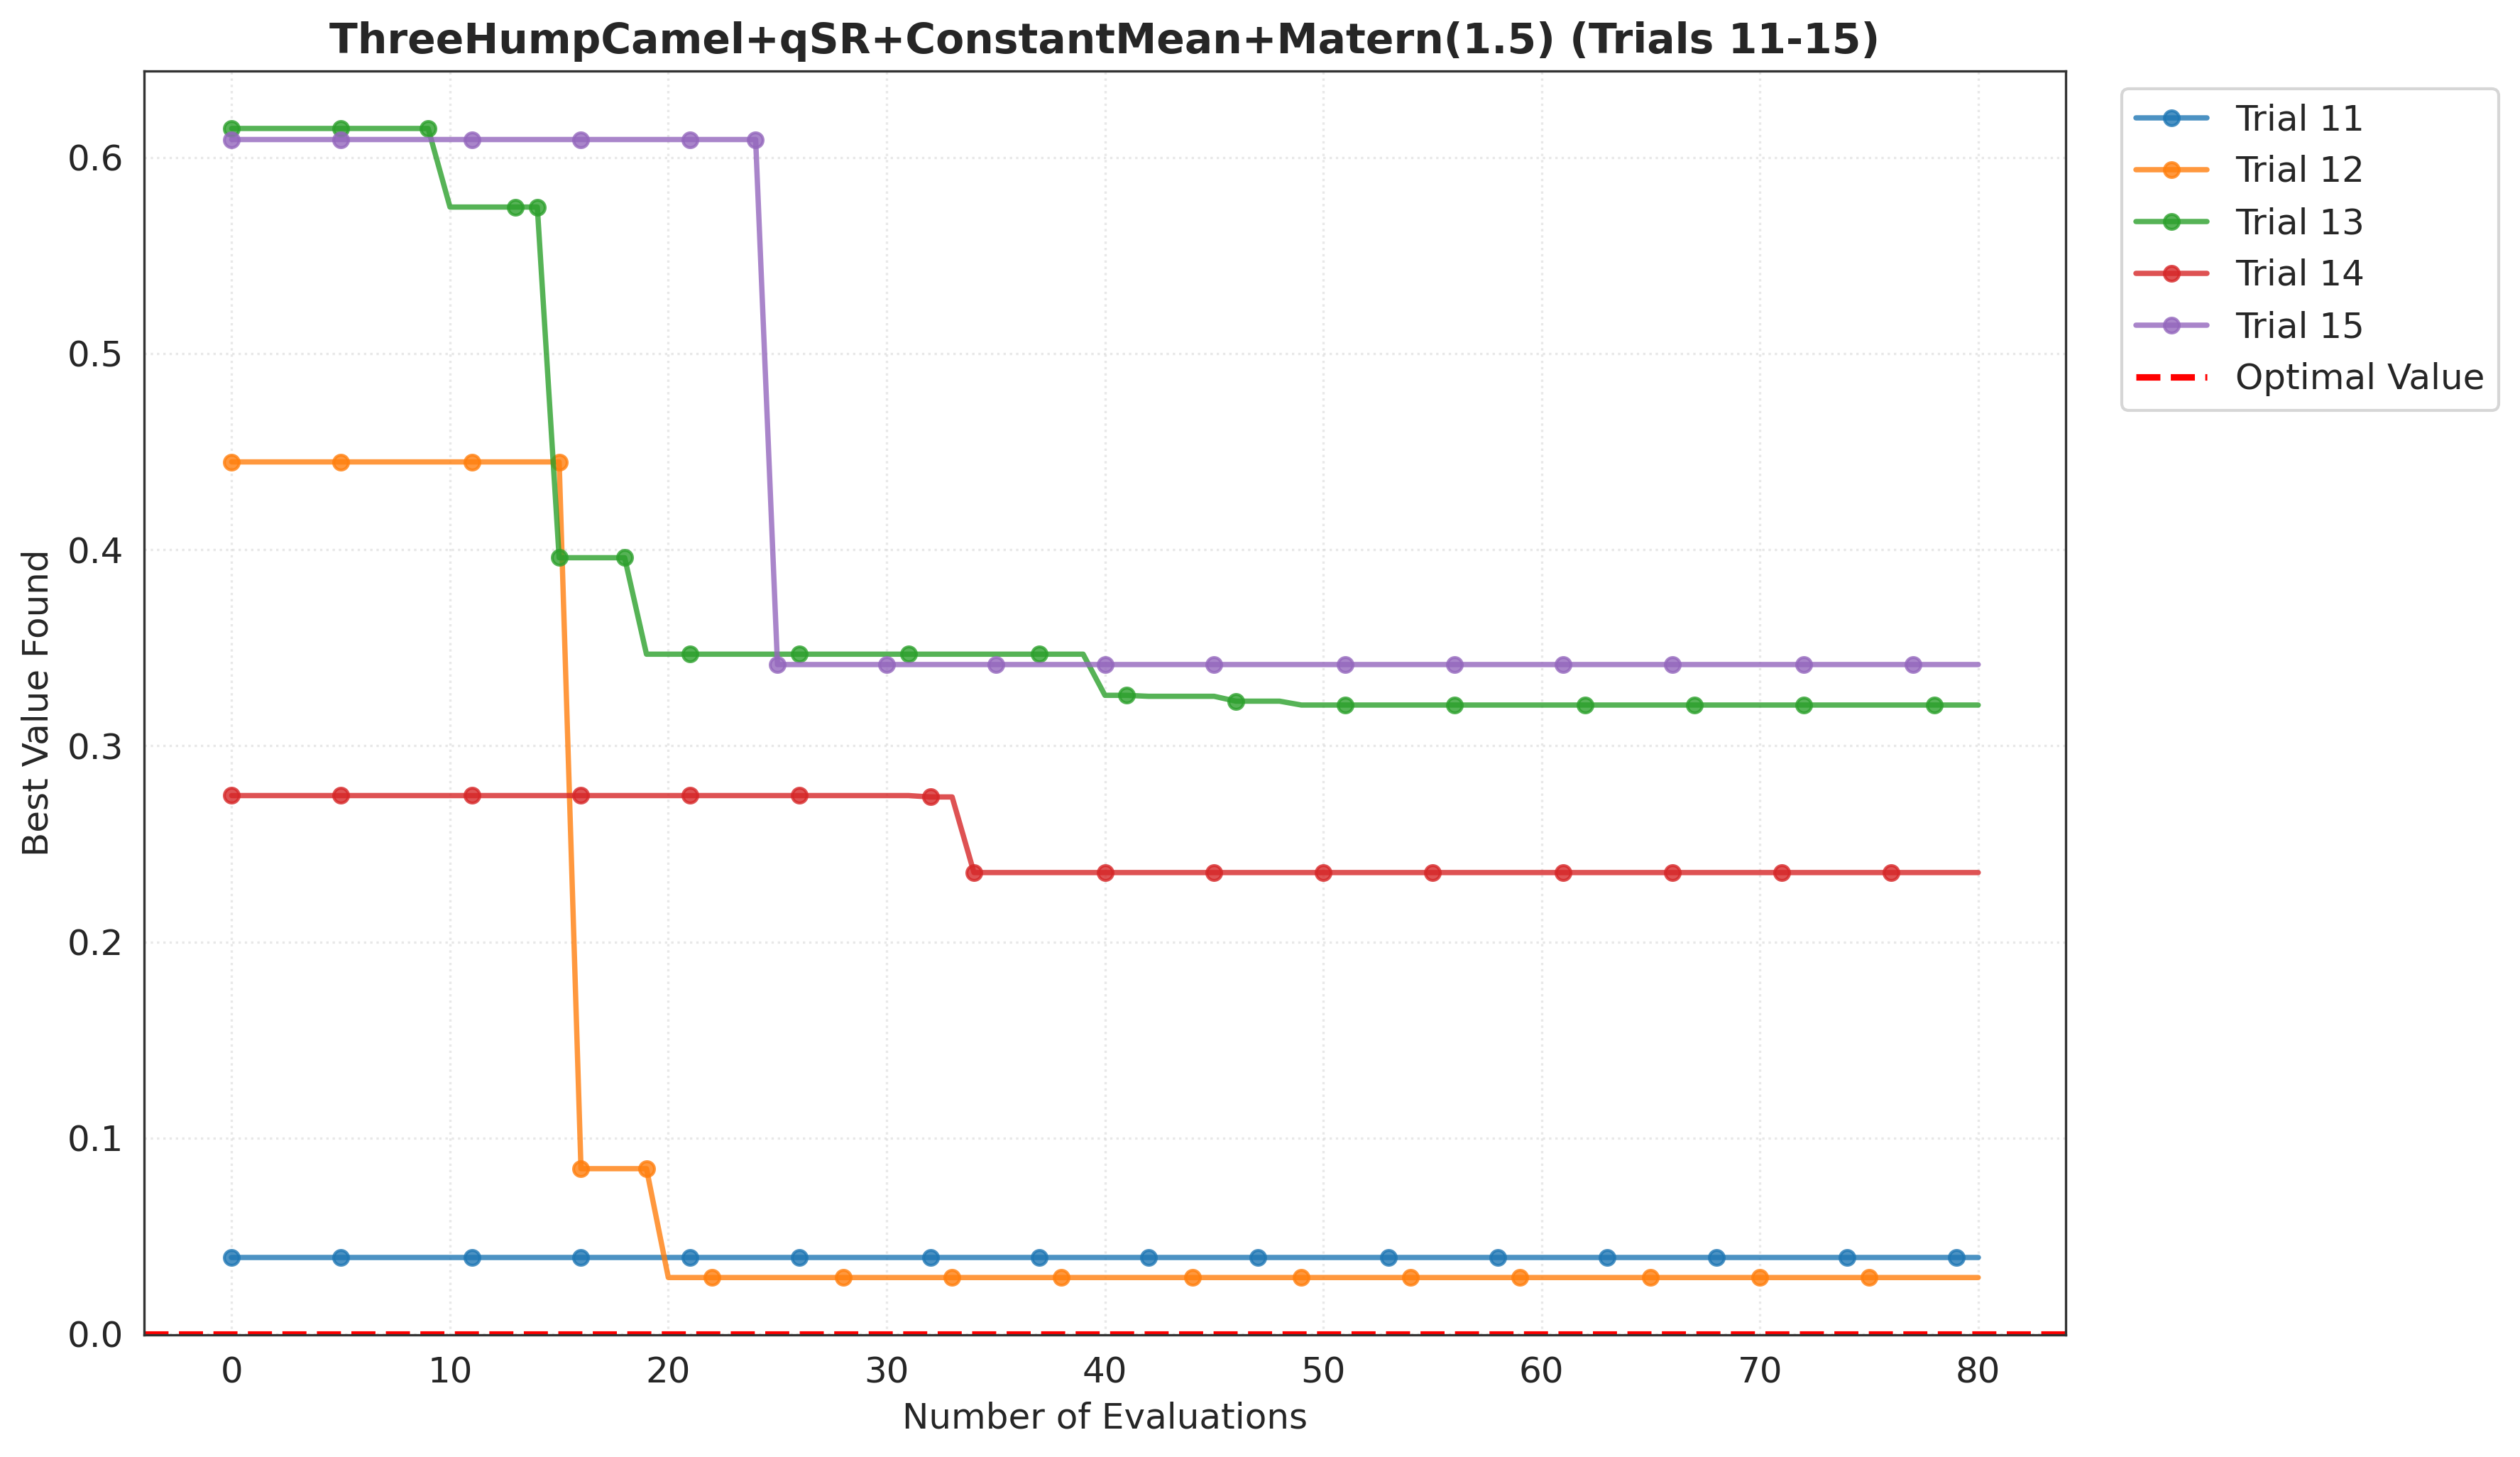 ThreeHumpCamel+qSR+ConstantMean+Matern(1.5) (Trials 11-15)
Best Value Found
0.6
0.5
0.4
0.3
0.2
0.1
0.0
0 10 20 30 40 50 60 70 80
Number of Evaluations
Trial 11
Trial 12
Trial 13
Trial 14
Trial 15
Optimal Value